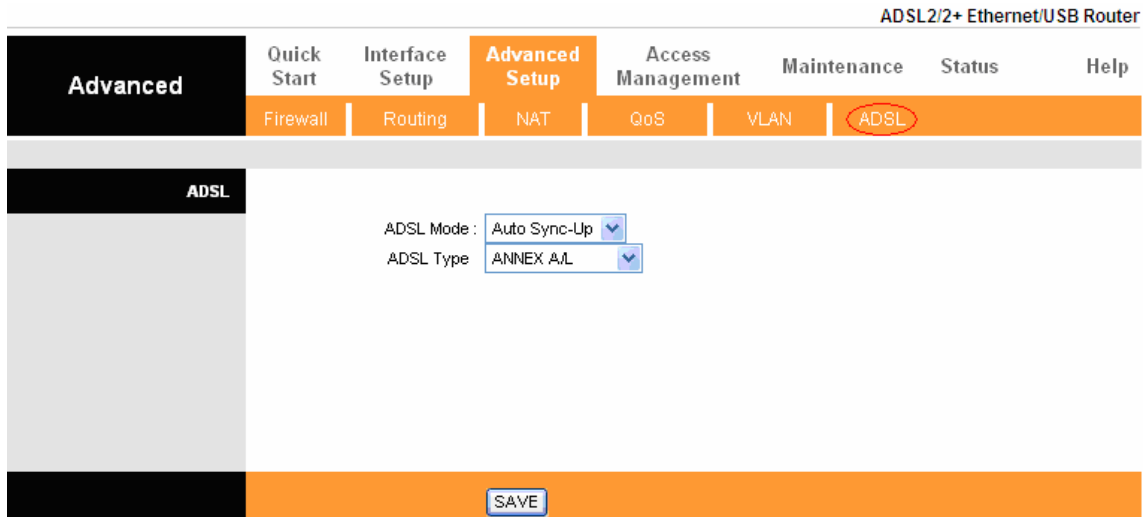 ADSL2/2+ Ethernet/USB Router
Advanced
Quick Start
Interface Setup
Advanced Setup
Access Management
Maintenance
Status
Help
Firewall
Routing
NAT
QoS
VLAN
ADSL
ADSL
ADSL Mode : Auto Sync-Up
ADSL Type ANNEX A/L
SAVE